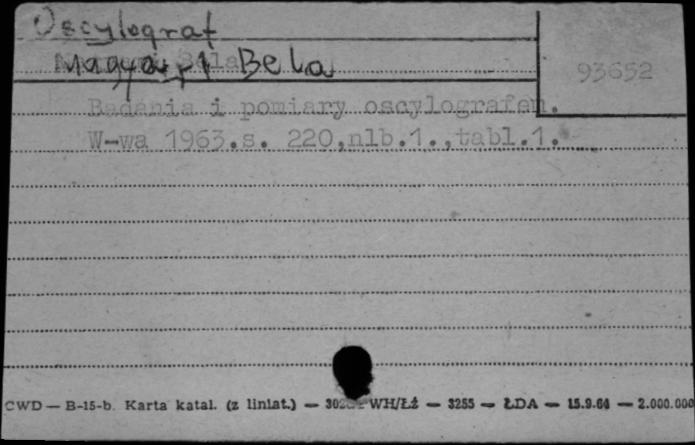 Oscylograf
Magyari Bela
93652
Badania i pomiary oscylografem.
W-wa 1963.s. 220,nlb.1.,tabl.1.
CWD — B-15-b. Karta katal. (z liniat.) — WH/Łź — 3255 — ŁDA — 15.9.64 — 2.000.000